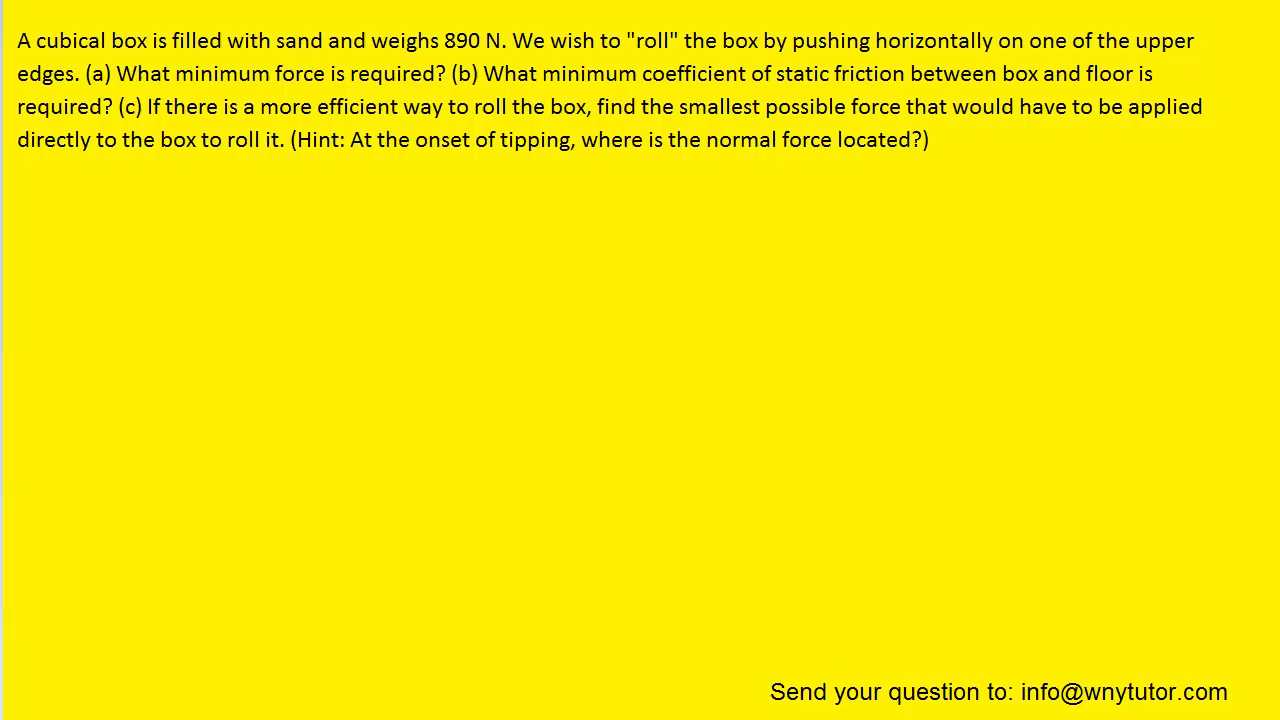 A cubical box is filled with sand and weighs 890 N. We wish to "roll" the box by pushing horizontally on one of the upper
edges. (a) What minimum force is required? (b) What minimum coefficient of static friction between box and floor is
required? (c) If there is a more efficient way to roll the box, find the smallest possible force that would have to be applied
directly to the box to roll it. (Hint: At the onset of tipping, where is the normal force located?)
Send your question to: info@wnytutor.com